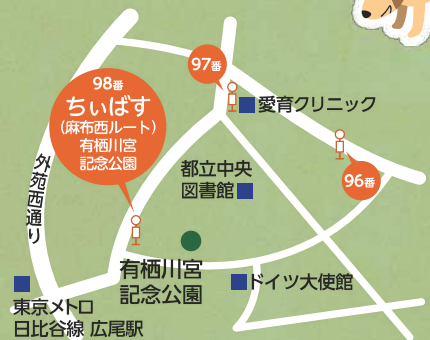 97番
98番
ちぃばす
(麻布西ルート)
有栖川宮
記念公園
愛育クリニック
外苑西通り
都立中央
図書館
96番
有栖川宮
記念公園
ドイツ大使館
東京メトロ
日比谷線 広尾駅